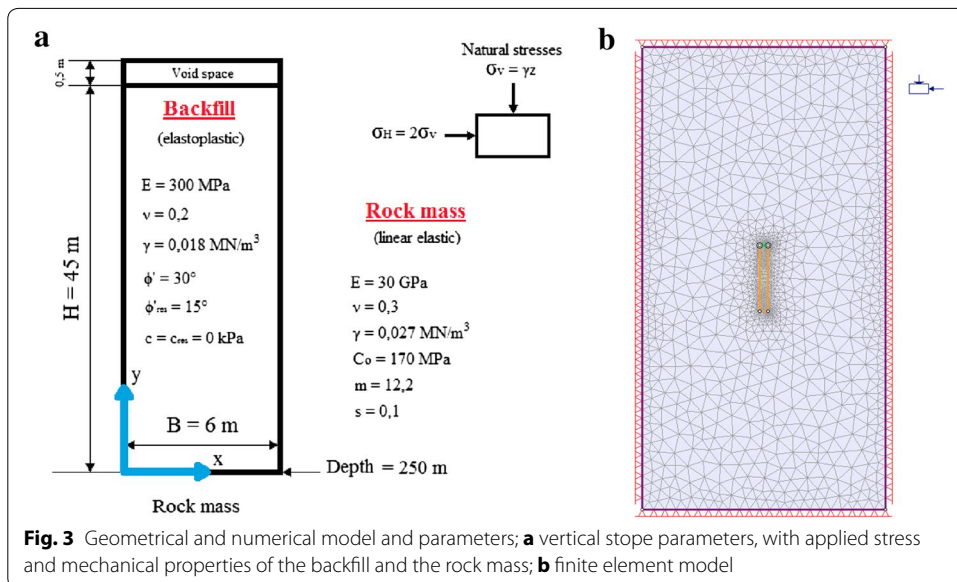 a
0,5 m
Void space
Backfill
(elastoplastic)
E = 300 MPa
ν = 0,2
γ = 0,018 MN/m³
ϕ' = 30°
ϕ'res = 15°
c = cres = 0 kPa
H = 45 m
y
B = 6 m
x
Depth = 250 m
Rock mass
Natural stresses
σv = γz
σH = 2σv
Rock mass
(linear elastic)
E = 30 GPa
ν = 0,3
γ = 0,027 MN/m³
Co = 170 MPa
m = 12,2
s = 0,1
b
Fig. 3 Geometrical and numerical model and parameters; a vertical stope parameters, with applied stress
and mechanical properties of the backfill and the rock mass; b finite element model